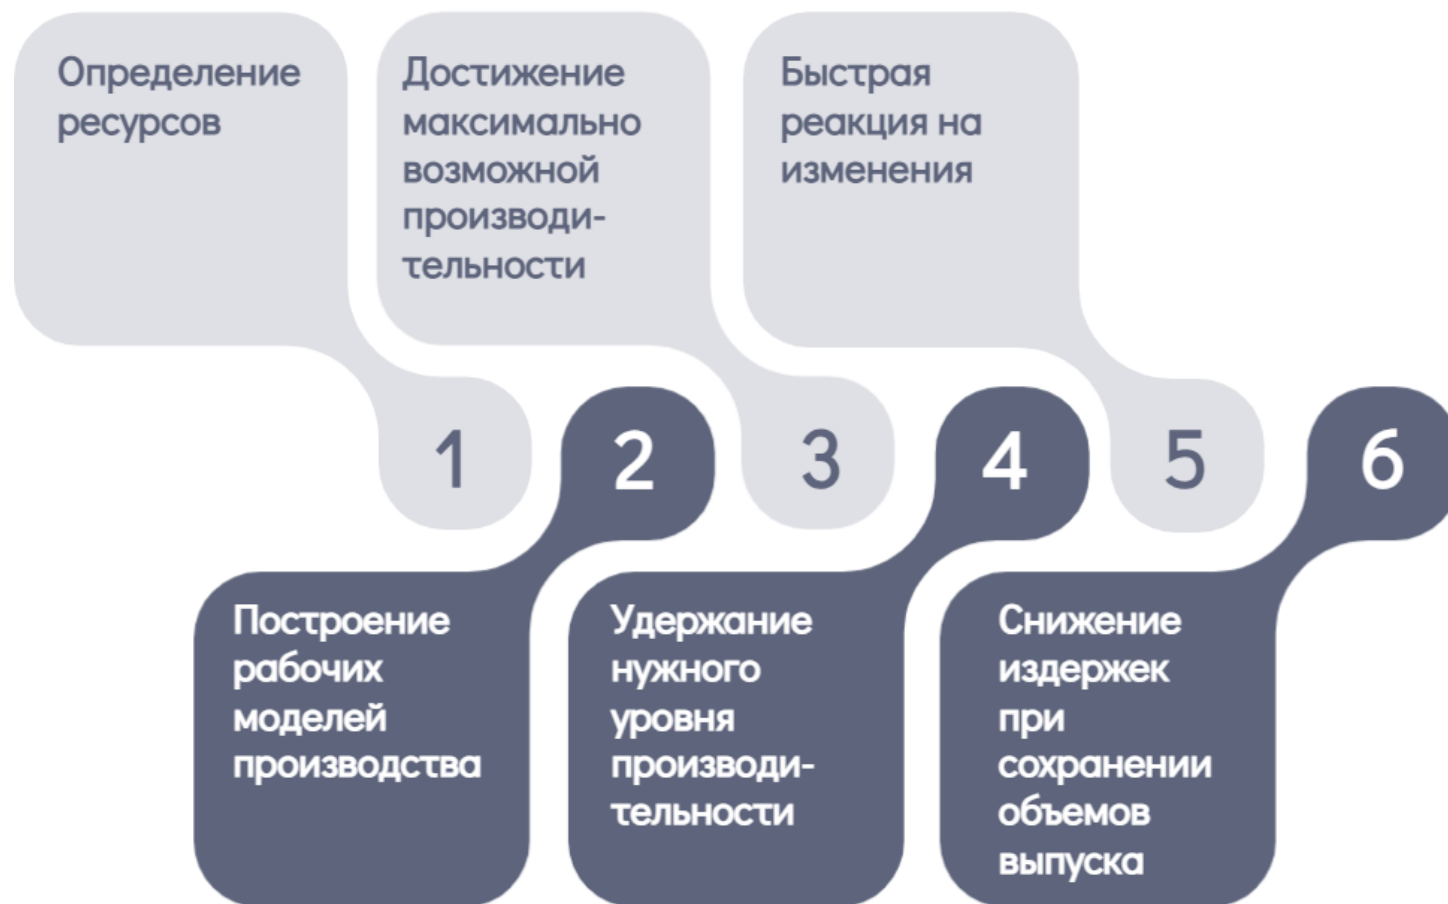 Определение
ресурсов
Достижение
максимально
возможной
производи-
тельности
Быстрая
реакция на
изменения
1
2
3
4
5
6
Построение
рабочих
моделей
производства
Удержание
нужного
уровня
производи-
тельности
Снижение
издержек
при
сохранении
объемов
выпуска